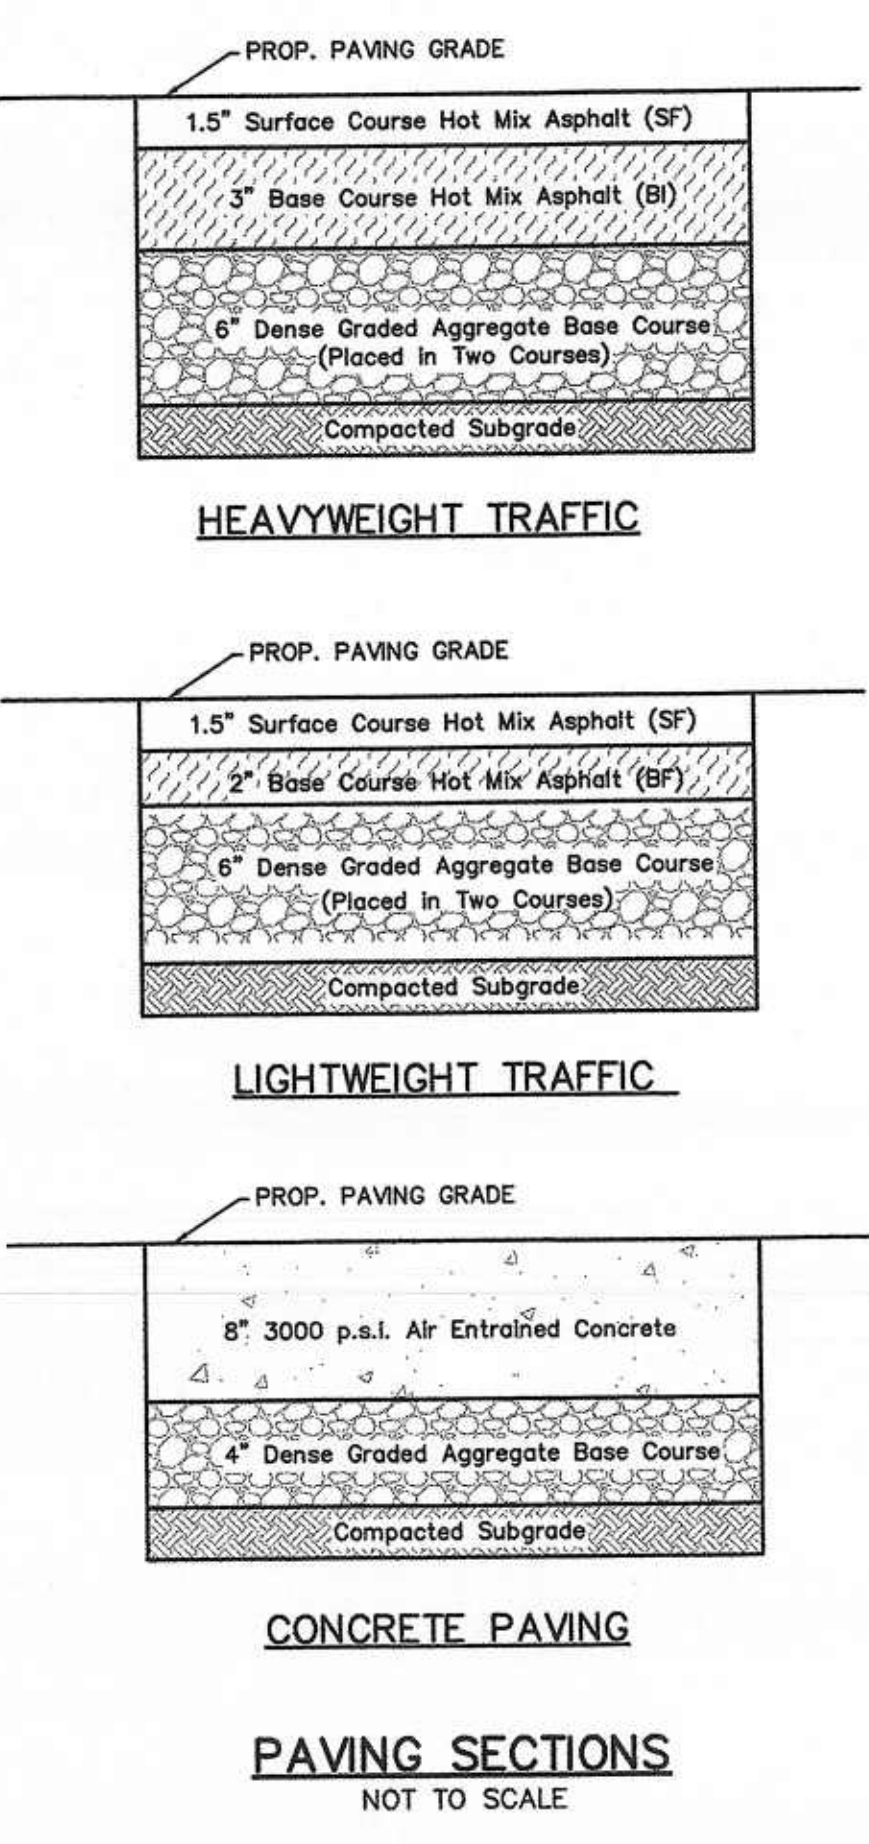 PROP. PAVING GRADE
1.5" Surface Course Hot Mix Asphalt (SF)
3" Base Course Hot Mix Asphalt (BI)
6" Dense Graded Aggregate Base Course
(Placed in Two Courses)
Compacted Subgrade
HEAVYWEIGHT TRAFFIC
PROP. PAVING GRADE
1.5" Surface Course Hot Mix Asphalt (SF)
2" Base Course Hot Mix Asphalt (BF)
6" Dense Graded Aggregate Base Course
(Placed in Two Courses)
Compacted Subgrade
LIGHTWEIGHT TRAFFIC
PROP. PAVING GRADE
8" 3000 p.s.i. Air Entrained Concrete
4" Dense Graded Aggregate Base Course
Compacted Subgrade
CONCRETE PAVING
PAVING SECTIONS
NOT TO SCALE